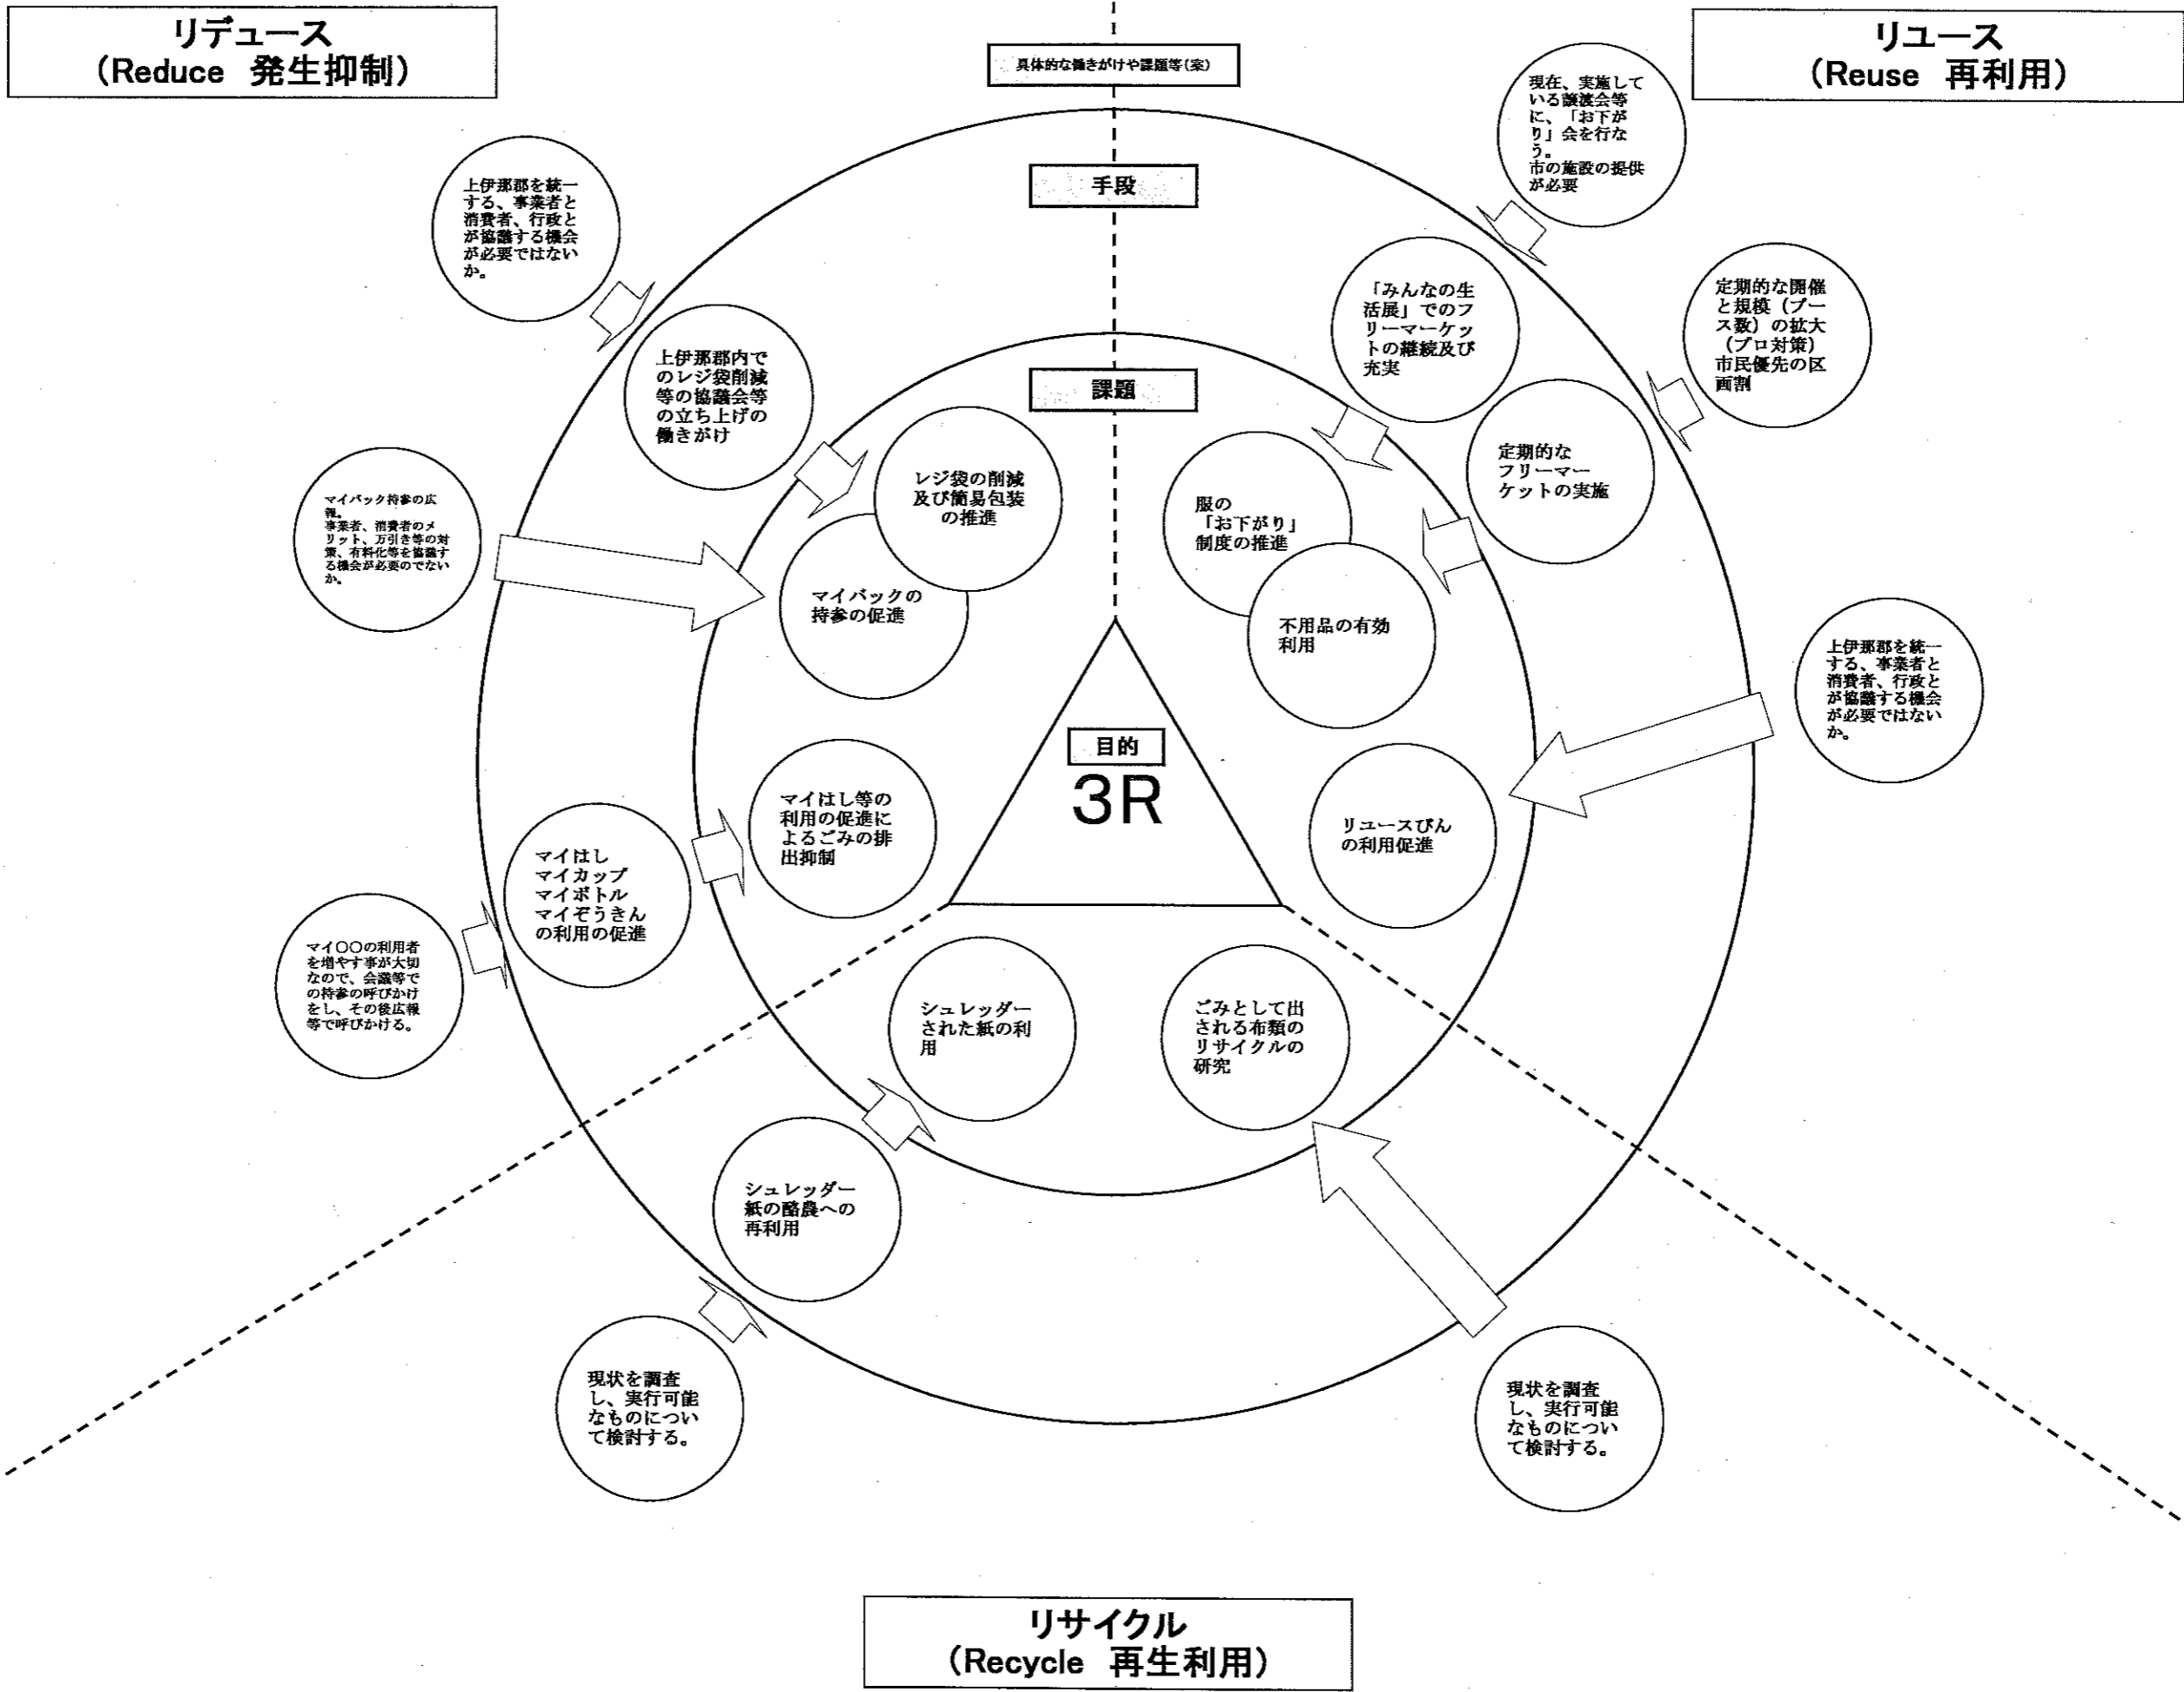 リデュース
（Reduce 発生抑制）
具体的な働きがけや課題等（案）
リユース
（Reuse 再利用）
手段
課題
目的
3R
上伊那郡を統一
する、事業者と
消費者、行政と
が協議する機会
が必要ではない
か。
上伊那郡内で
のレジ袋削減
等の協議会等
の立ち上げの
働きがけ
レジ袋の削減
及び簡易包装
の推進
マイバック持参の広
報。
事業者、消費者のメ
リット、万引き等の対
策、有料化等を協議す
る機会が必要のでない
か。
マイバックの
持参の促進
マイはし等の
利用の促進に
よるごみの排
出抑制
マイはし
マイカップ
マイボトル
マイぞうきん
の利用の促進
マイ〇〇の利用者
を増やす事が大切
なので、会議等で
の持参の呼びかけ
をし、その後広報
等で呼びかける。
現在、実施して
いる譲渡会等
に、「お下が
り」会を行な
う。
市の施設の提供
が必要
「みんなの生
活展」でのフ
リーマーケッ
トの継続及び
充実
定期的な開催
と規模（ブー
ス数）の拡大
（プロ対策）
市民優先の区
画割
定期的な
フリーマー
ケットの実施
服の
「お下がり」
制度の推進
不用品の有効
利用
上伊那郡を統一
する、事業者と
消費者、行政と
が協議する機会
が必要ではない
か。
リユースびん
の利用促進
シュレッダー
された紙の利
用
ごみとして出
される布類の
リサイクルの
研究
シュレッダー
紙の酪農への
再利用
現状を調査
し、実行可能
なものについ
て検討する。
現状を調査
し、実行可能
なものについ
て検討する。
リサイクル
（Recycle 再生利用）